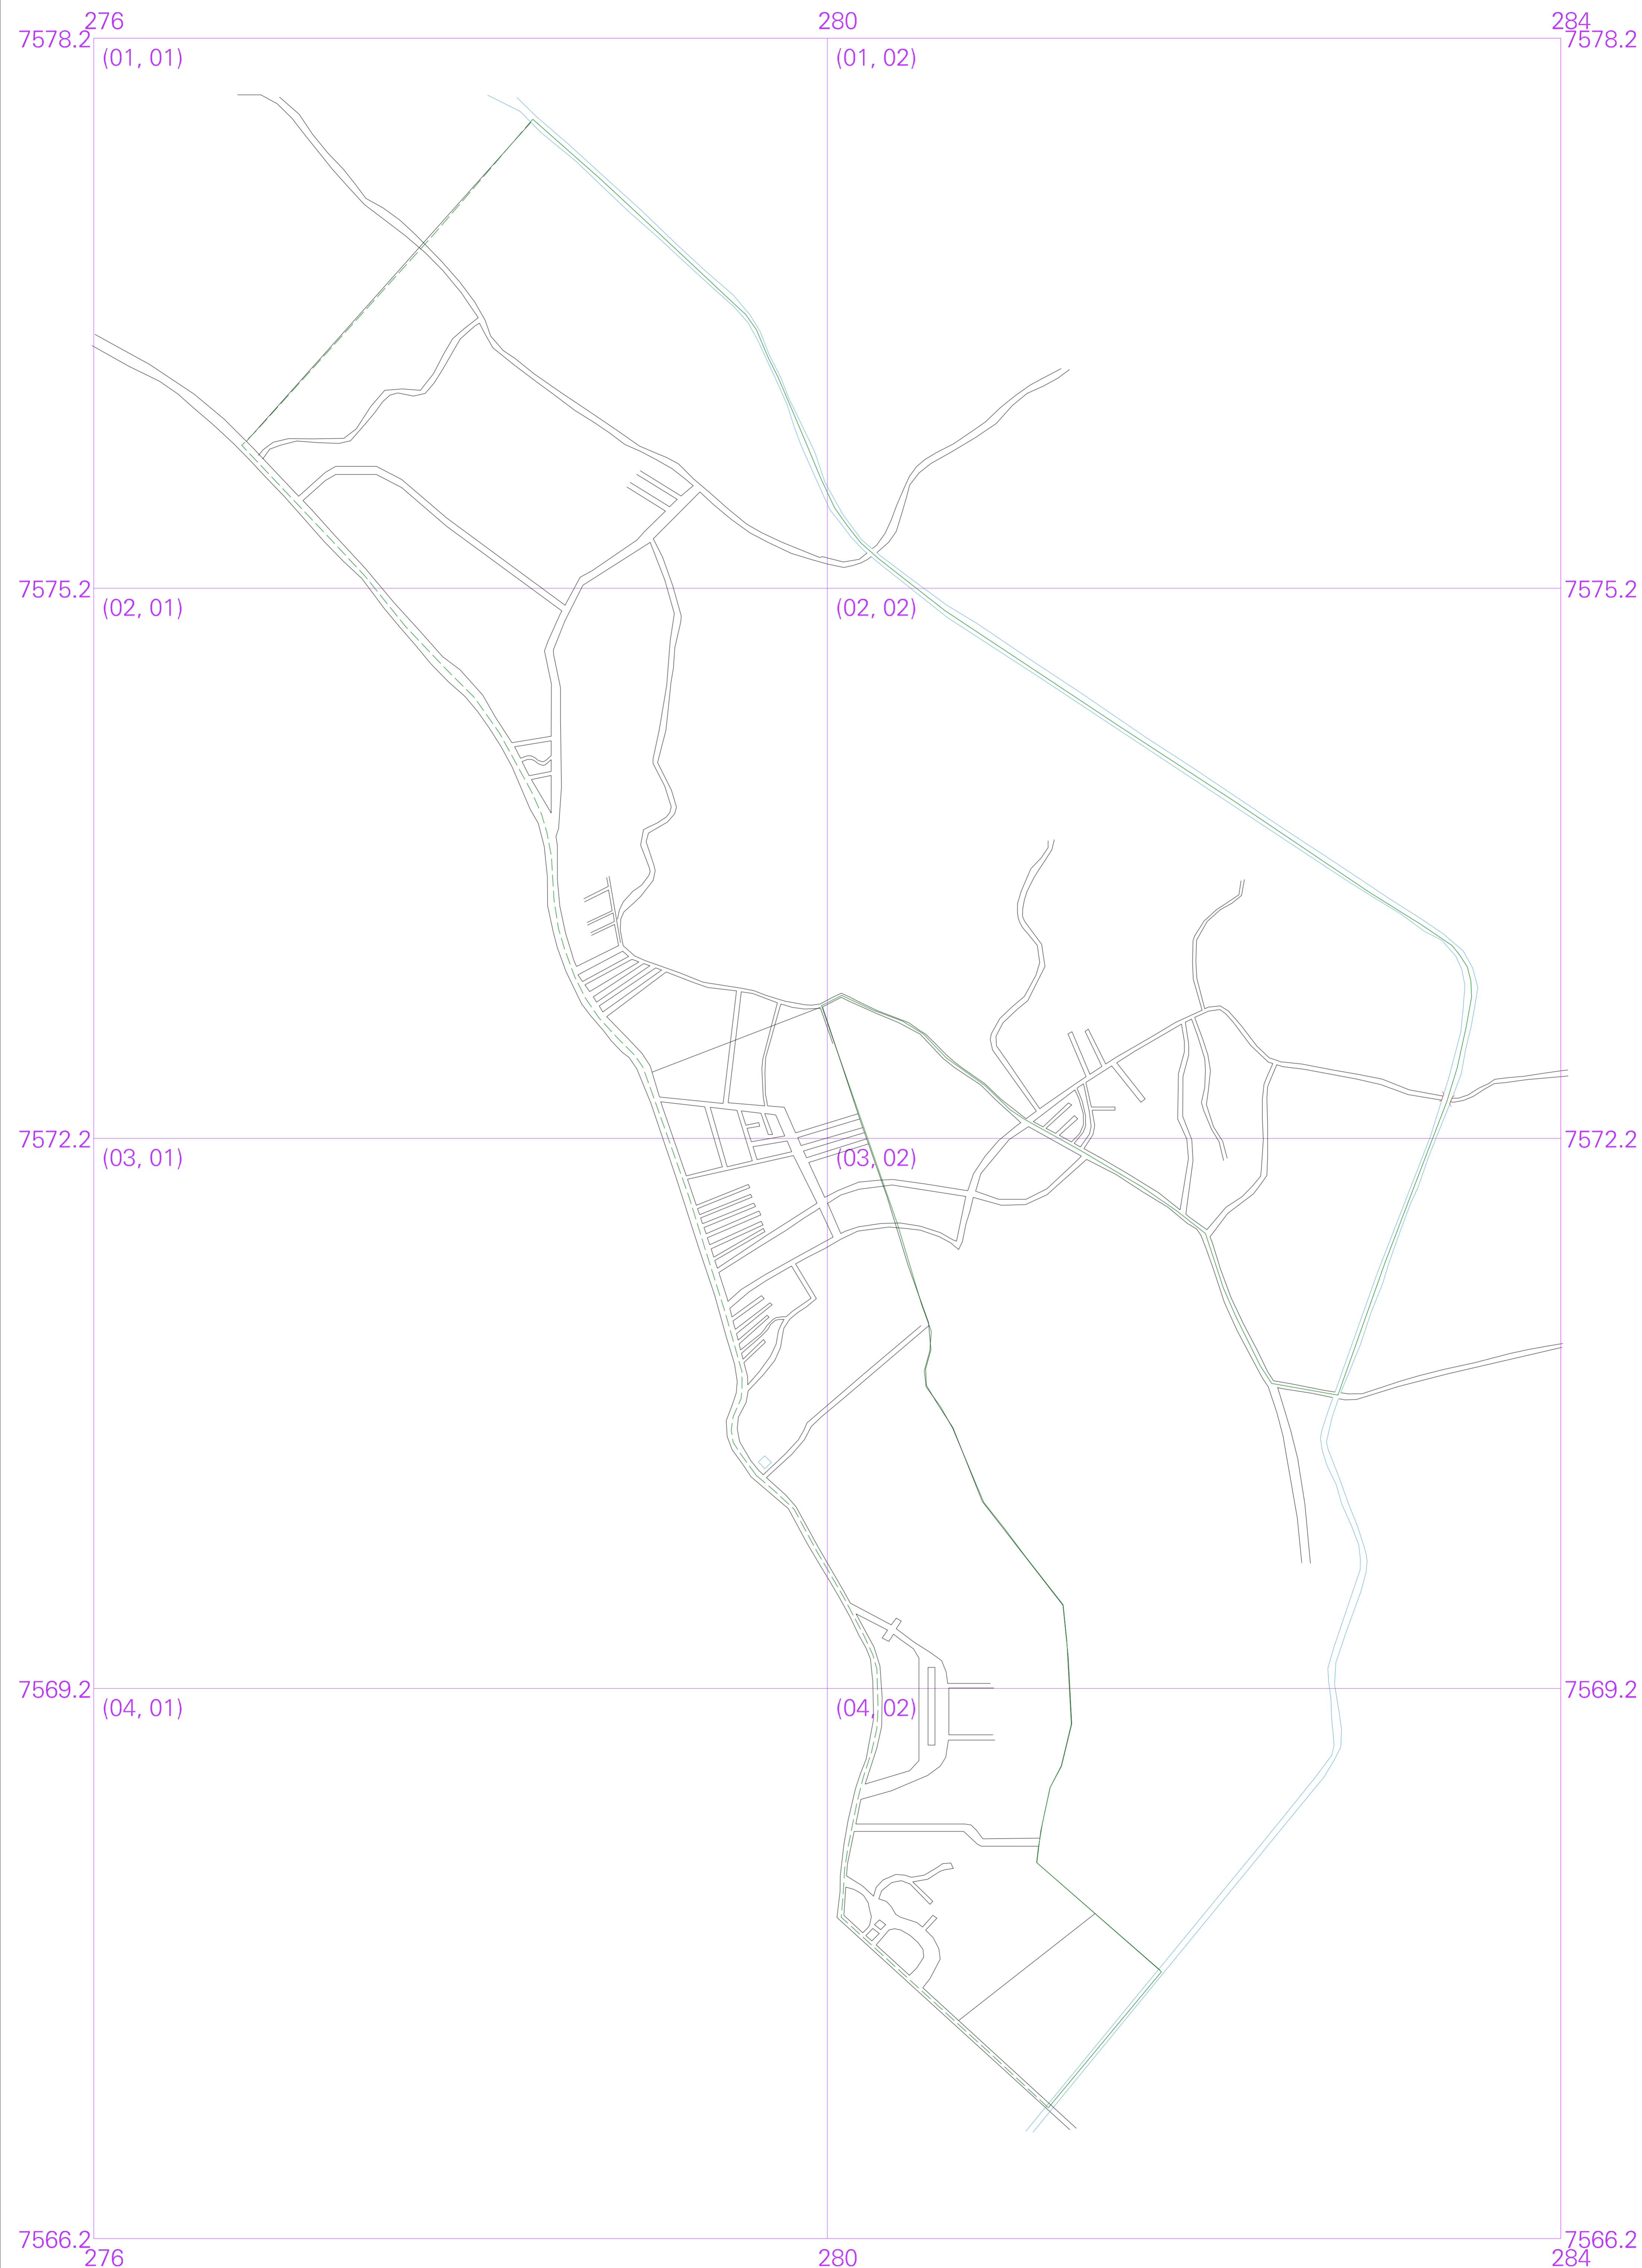 276 280 284
7578.2 7578.2
(01, 01) (01, 02)
7575.2 7575.2
(02, 01) (02, 02)
7572.2 7572.2
(03, 01) (03, 02)
7569.2 7569.2
(04, 01) (04, 02)
7566.2 7566.2
276 280 284